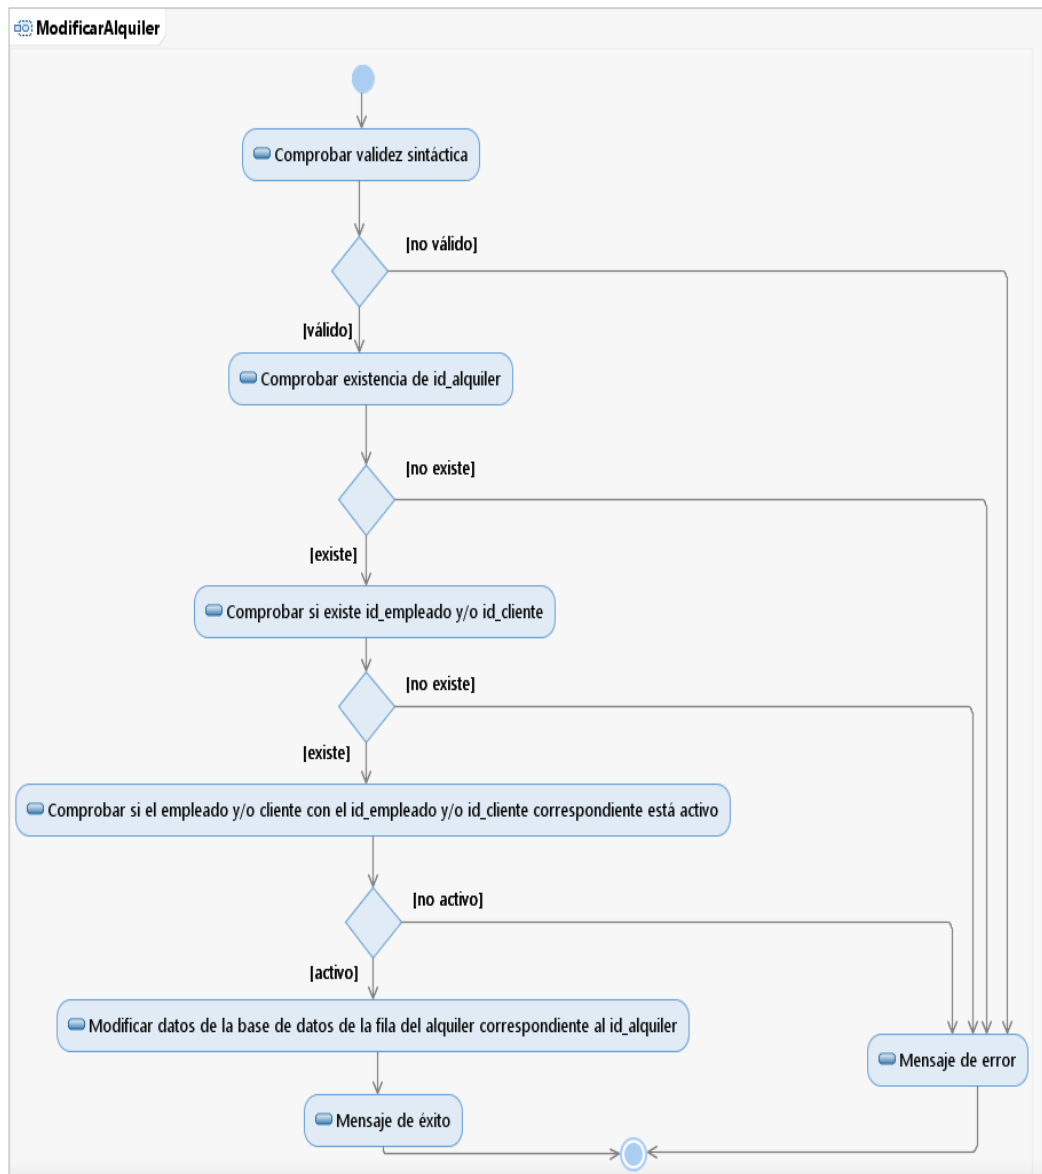 ModificarAlquiler
Comprobar validez sintáctica
[no válido]
[válido]
Comprobar existencia de id_alquiler
[no existe]
[existe]
Comprobar si existe id_empleado y/o id_cliente
[no existe]
[existe]
Comprobar si el empleado y/o cliente con el id_empleado y/o id_cliente correspondiente está activo
[no activo]
[activo]
Modificar datos de la base de datos de la fila del alquiler correspondiente al id_alquiler
Mensaje de error
Mensaje de éxito